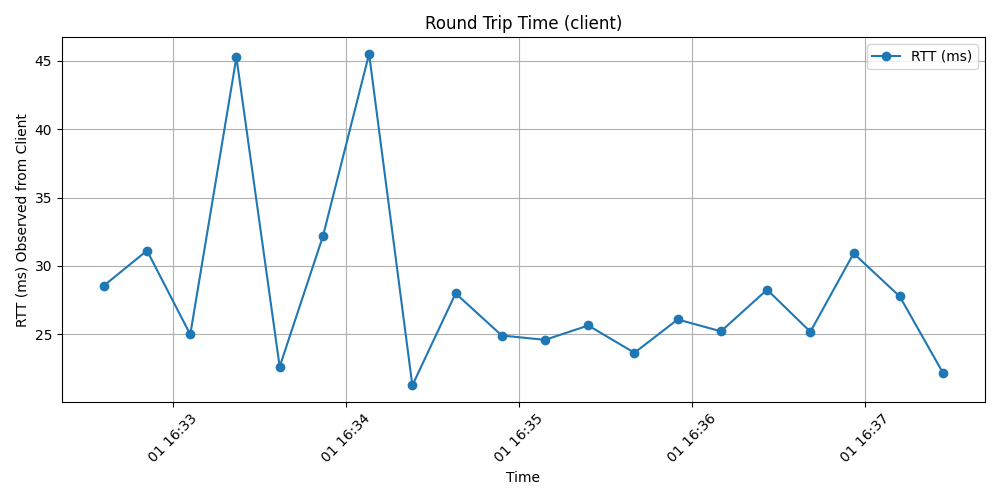 Round Trip Time (client)
RTT (ms)
RTT (ms) Observed from Client
45
40
35
30
25
01 16:33
01 16:34
01 16:35
01 16:36
01 16:37
Time